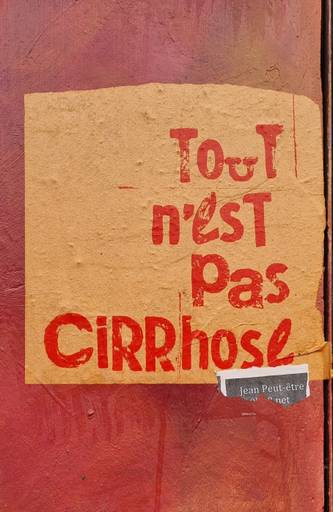 Tout
n'est
pas
CiRRhose
Jean Peut-être